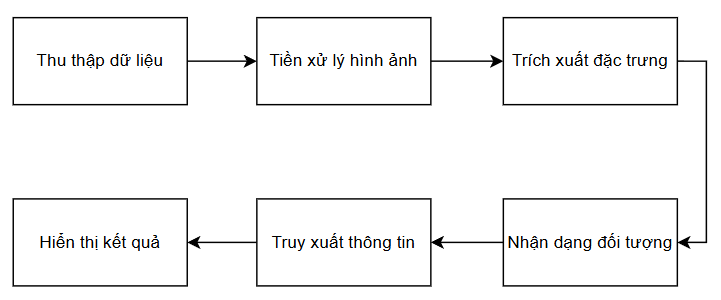 Thu thập dữ liệu
Tiền xử lý hình ảnh
Trích xuất đặc trưng
Nhận dạng đối tượng
Truy xuất thông tin
Hiển thị kết quả